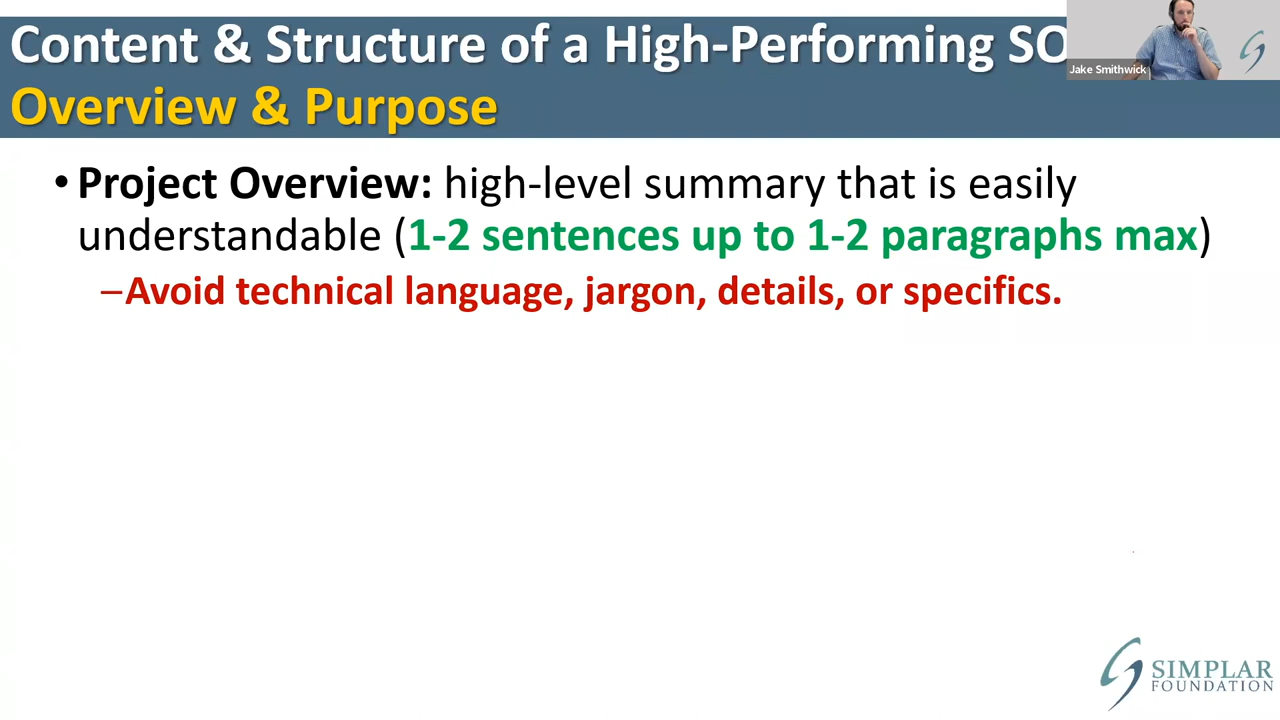 Content & Structure of a High-Performing SO
Jake Smithwick
Overview & Purpose
• Project Overview: high-level summary that is easily
understandable (1-2 sentences up to 1-2 paragraphs max)
–Avoid technical language, jargon, details, or specifics.
SIMPLAR
FOUNDATION